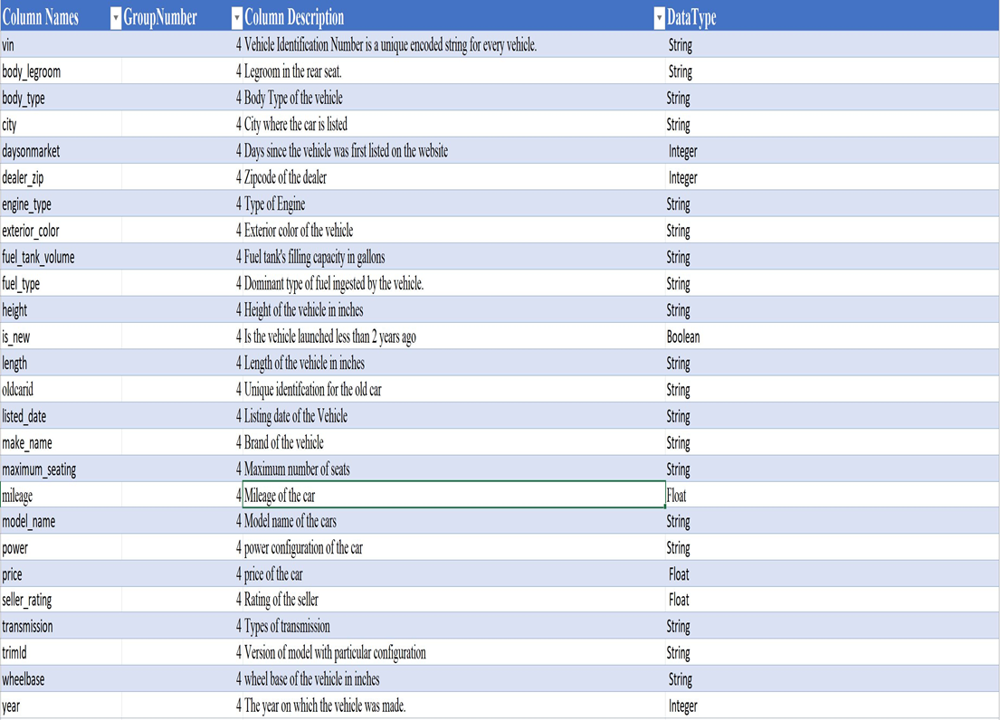 Column Names GroupNumber Column Description DataType
vin 4 Vehicle Identification Number is a unique encoded string for every vehicle. String
body_legroom 4 Legroom in the rear seat. String
body_type 4 Body Type of the vehicle String
city 4 City where the car is listed String
daysonmarket 4 Days since the vehicle was first listed on the website Integer
dealer_zip 4 Zipcode of the dealer Integer
engine_type 4 Type of Engine String
exterior_color 4 Exterior color of the vehicle String
fuel_tank_volume 4 Fuel tank's filling capacity in gallons String
fuel_type 4 Dominant type of fuel ingested by the vehicle. String
height 4 Height of the vehicle in inches String
is_new 4 Is the vehicle launched less than 2 years ago Boolean
length 4 Length of the vehicle in inches String
oldcarid 4 Unique identifcation for the old car String
listed_date 4 Listing date of the Vehicle String
make_name 4 Brand of the vehicle String
maximum_seating 4 Maximum number of seats String
mileage 4 Mileage of the car Float
model_name 4 Model name of the cars String
power 4 power configuration of the car String
price 4 price of the car Float
seller_rating 4 Rating of the seller Float
transmission 4 Types of transmission String
trimId 4 Version of model with particular configuration String
wheelbase 4 wheel base of the vehicle in inches String
year 4 The year on which the vehicle was made. Integer